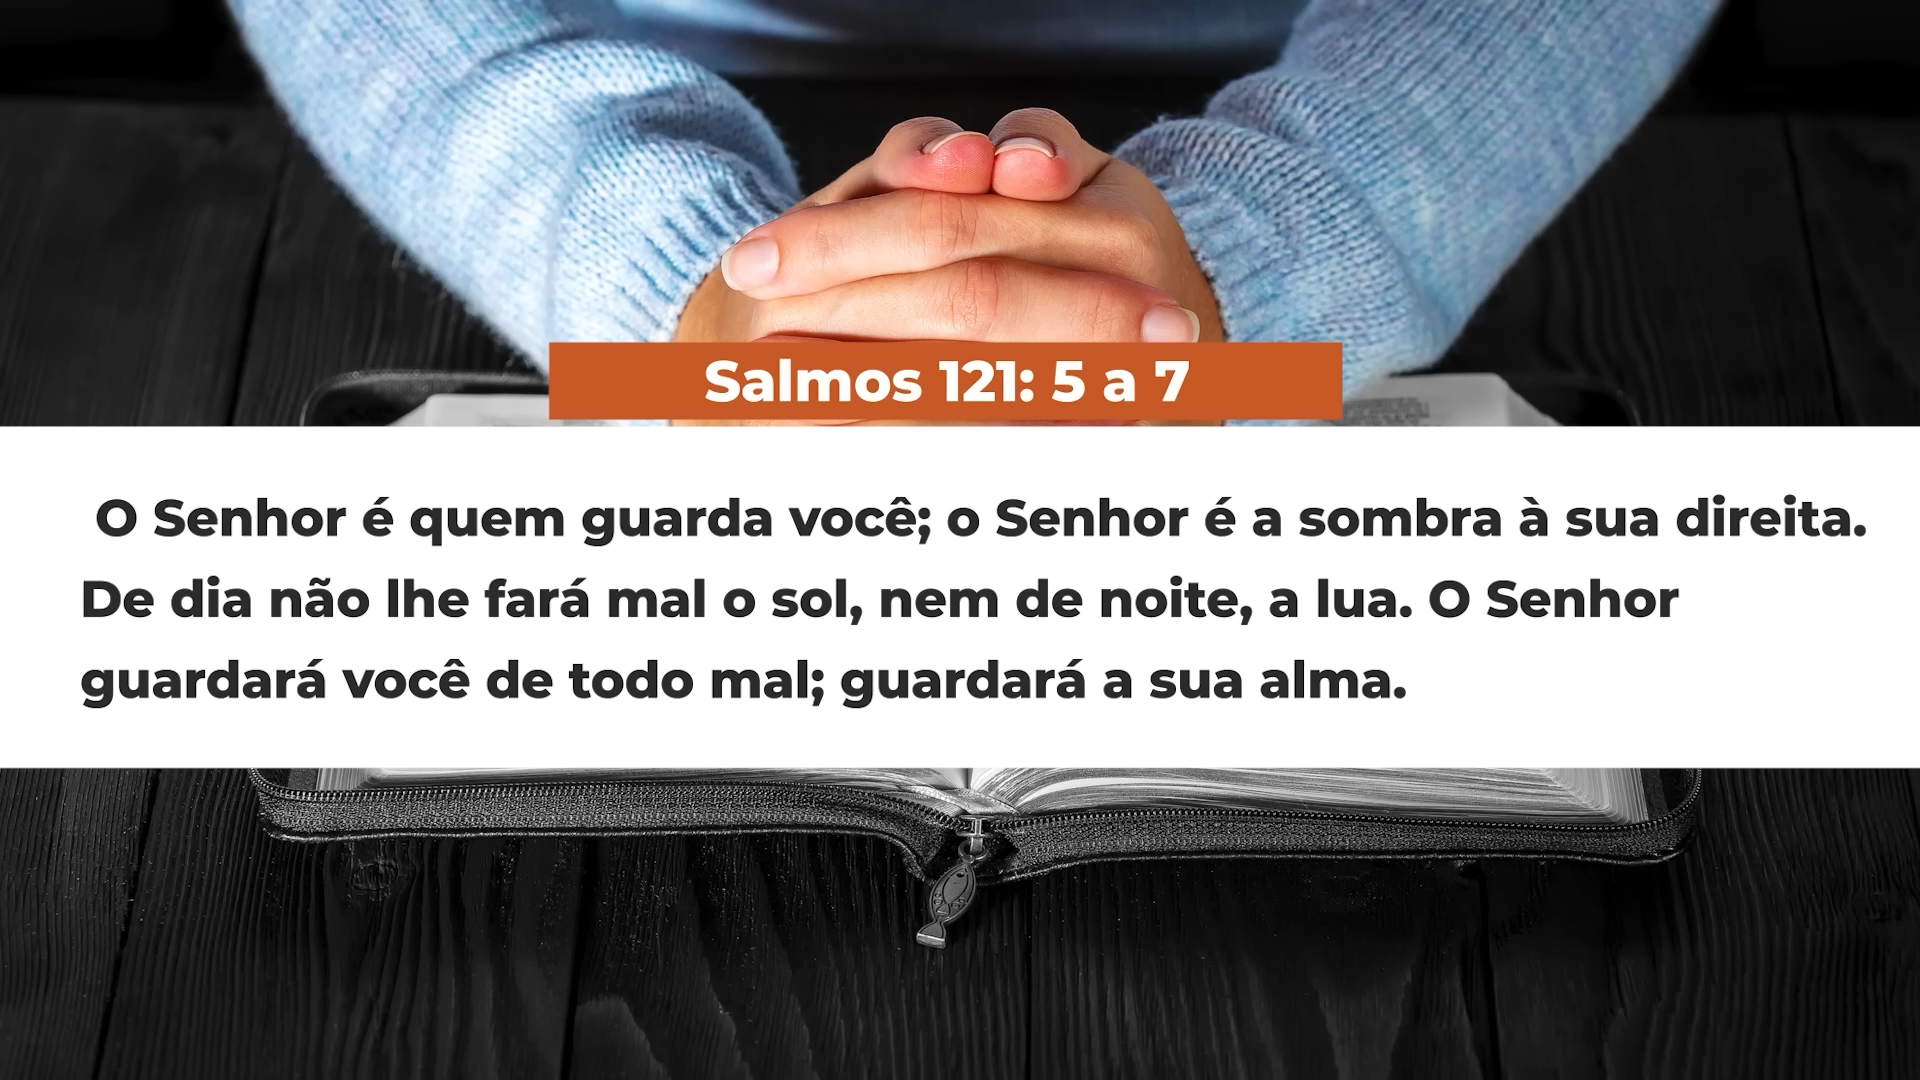 Salmos 121: 5 a 7
O Senhor é quem guarda você; o Senhor é a sombra à sua direita.
De dia não lhe fará mal o sol, nem de noite, a lua. O Senhor
guardará você de todo mal; guardará a sua alma.